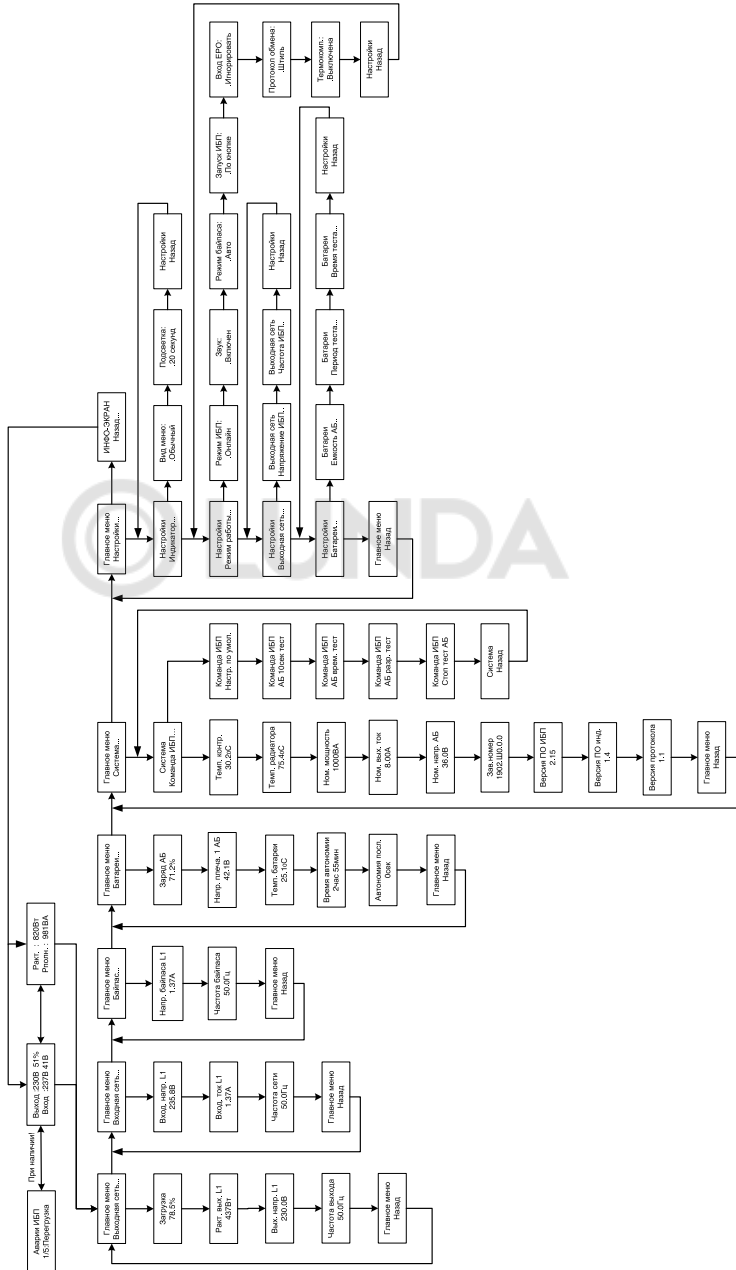 Аварии ИБП
1/5:Перегрузка
При наличии!
Выход :230В 51%
Вход :237В 41В
Ракт. : 820Вт
Рполн. : 981ВА
ИНФО-ЭКРАН
Назад...
Главное меню
Выходная сеть...
Загрузка
78.5%
Ракт. вых. L1
437Вт
Вых. напр. L1
230.0В
Частота выхода
50.0Гц
Главное меню
Назад
Главное меню
Входная сеть...
Вход. напр. L1
235.8В
Вход. ток L1
1.37А
Частота сети
50.0Гц
Главное меню
Назад
Главное меню
Байпас...
Напр. байпаса L1
1.37А
Частота байпаса
50.0Гц
Главное меню
Назад
Главное меню
Батареи...
Заряд АБ
71.2%
Напр. плеча. 1 АБ
42.1В
Темп. батареи
25.1oC
Время автономии
2час 55мин
Автономия посл.
0сек
Главное меню
Назад
Главное меню
Система...
Система
Команда ИБП...
Темп. контр.
30.2oC
Темп. радиатора
75.4oC
Ном. мощность
1000ВА
Ном. вых. ток
8.00А
Ном. напр. АБ
36.0В
Зав.номер
1902.Ш0.0.0
Версия ПО ИБП
2.15
Версия ПО инд.
1.4
Версия протокола
1.1
Главное меню
Назад
Команда ИБП
Настр. по умол.
Команда ИБП
АБ 10сек тест
Команда ИБП
АБ врем. тест
Команда ИБП
АБ разр. тест
Команда ИБП
Стоп тест АБ
Система
Назад
Главное меню
Настройки...
Настройки
Индикатор...
Вид меню:
.Обычный
Подсветка:
.20 секунд
Настройки
Назад
Настройки
Режим работы...
Режим ИБП:
.Онлайн
Звук:
.Включен
Режим байпаса:
.Авто
Запуск ИБП:
.По кнопке
Вход EPO:
.Игнорировать
Протокол обмена:
.Штиль
Термокомп.:
.Выключена
Настройки
Назад
Настройки
Выходная сеть...
Выходная сеть
Напряжение ИБП..
Выходная сеть
Частота ИБП..
Настройки
Назад
Настройки
Батареи...
Батареи
Емкость АБ..
Батареи
Период теста...
Батареи
Время теста...
Настройки
Назад
Главное меню
Назад
© LUNDA